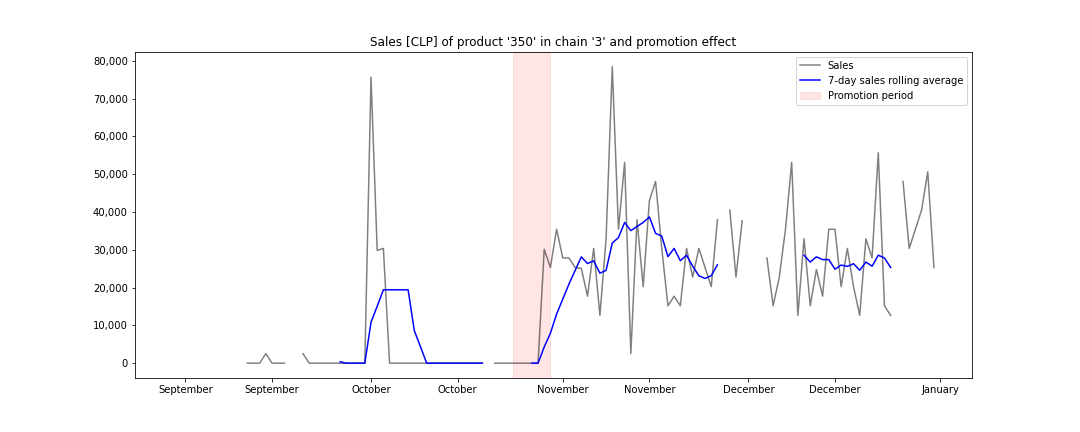 Sales [CLP] of product '350' in chain '3' and promotion effect
80,000
70,000
60,000
50,000
40,000
30,000
20,000
10,000
0
Sales
7-day sales rolling average
Promotion period
September September October October November November December December January